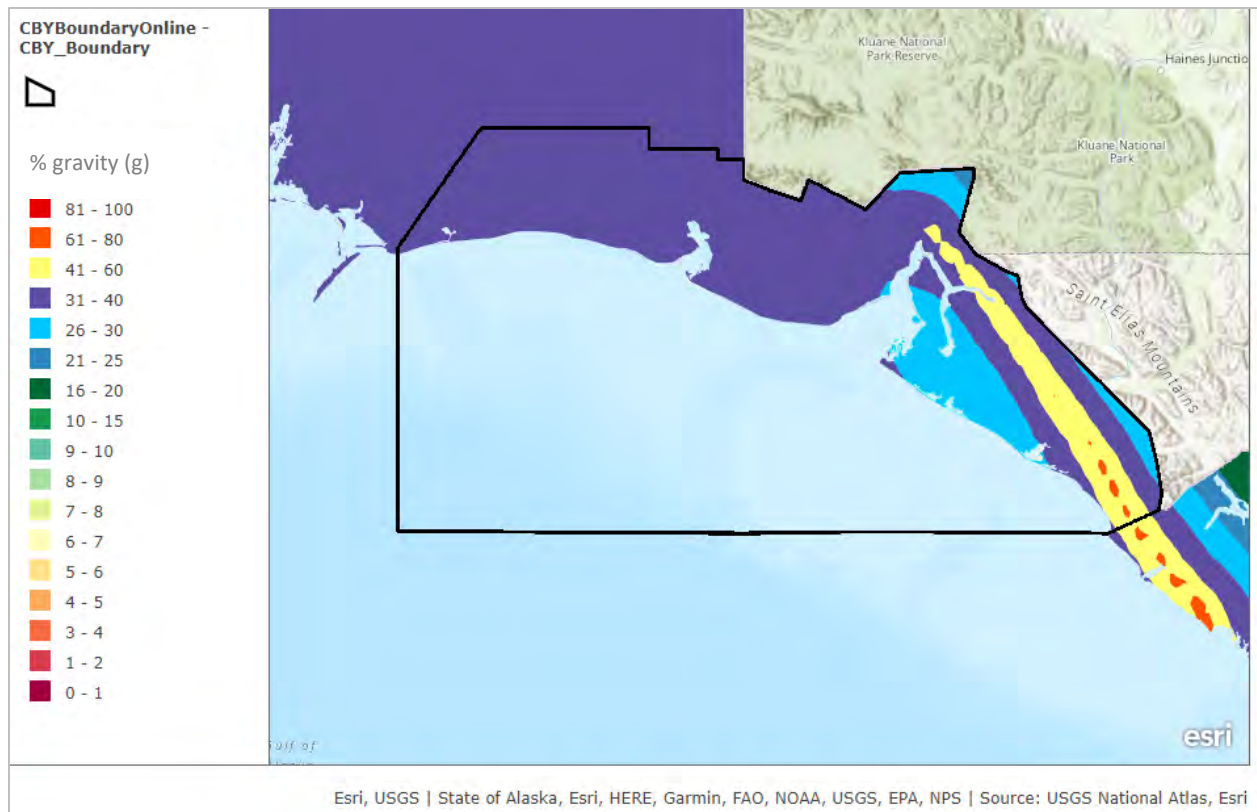 CBYBoundaryOnline -
CBY_Boundary
% gravity (g)
81 - 100
61 - 80
41 - 60
31 - 40
26 - 30
21 - 25
16 - 20
10 - 15
9 - 10
8 - 9
7 - 8
6 - 7
5 - 6
4 - 5
3 - 4
1 - 2
0 - 1
Kluane National
Park Reserve
Haines Junctio
Kluane National
Park
Saint Elias Mountains
Gulf of
esri
Esri, USGS | State of Alaska, Esri, HERE, Garmin, FAO, NOAA, USGS, EPA, NPS | Source: USGS National Atlas, Esri